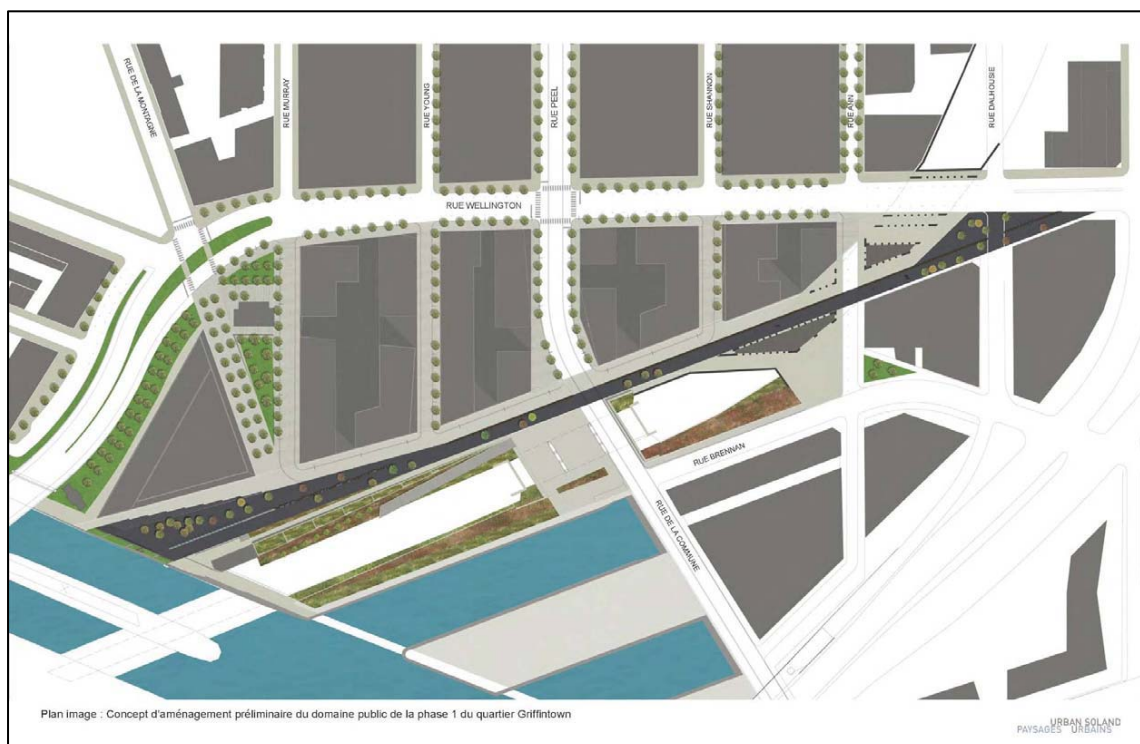 RUE DE LA MONTAGNE
RUE MURRAY
RUE YOUNG
RUE PEEL
RUE SHANNON
RUE ANN
RUE DALHOUSIE
RUE WELLINGTON
RUE BRENNAN
RUE DE LA COMMUNE
Plan image : Concept d'aménagement préliminaire du domaine public de la phase 1 du quartier Griffintown
URBAN SOLAND
PAYSAGES URBAINS